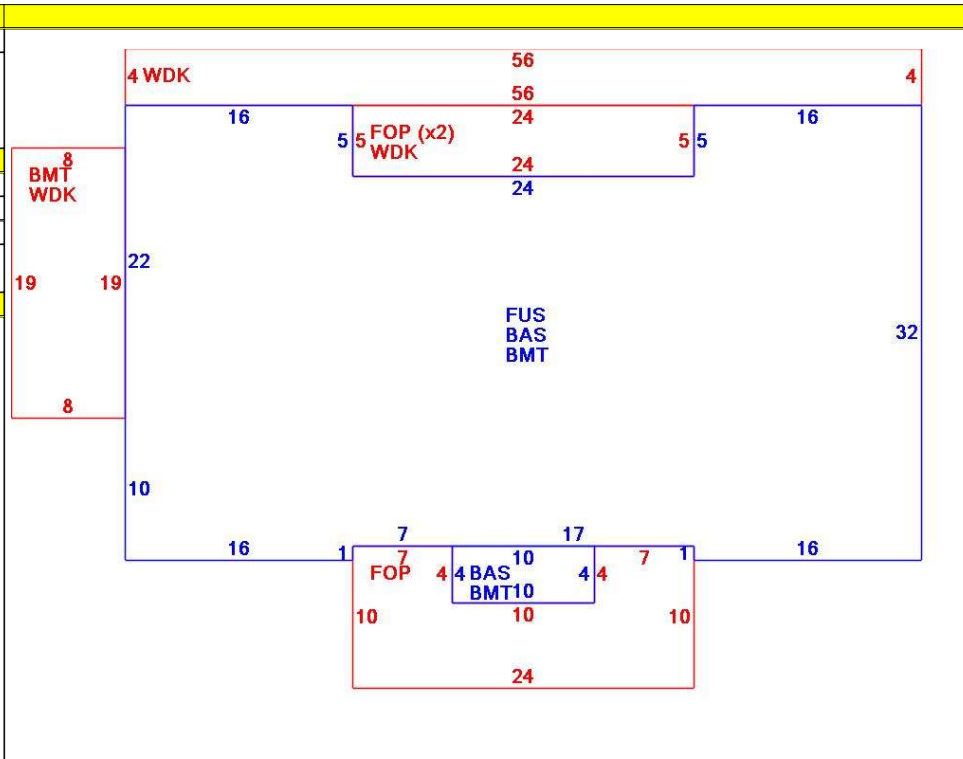 56
4 WDK 4
56
16 24 16
5 5 FOP (x2) 5 5
WDK
8 24
BMT 24
WDK
22
19 19
FUS
BAS 32
BMT
8
10
7 17
16 1 7 10 7 1 16
FOP 4 4 BAS 4 4
BMT 10
10 10 10
24